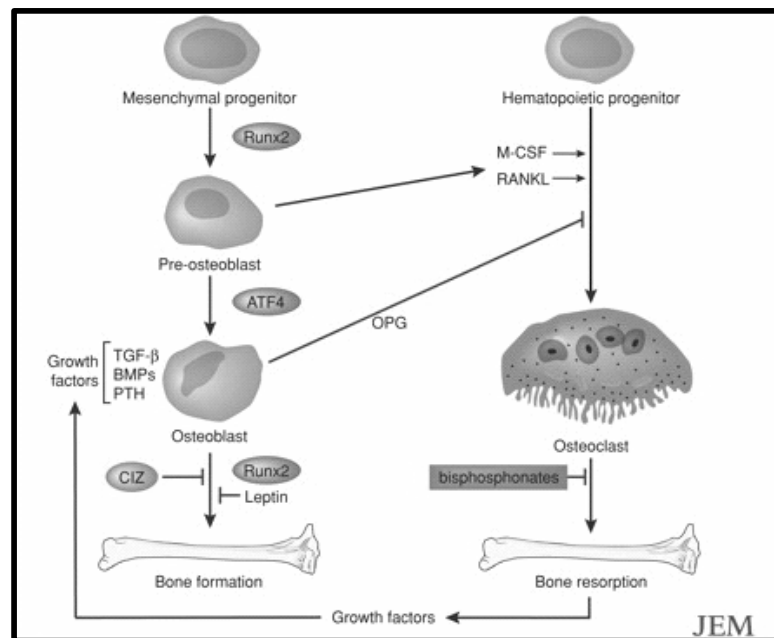 Mesenchymal progenitor
Hematopoietic progenitor
Runx2
M-CSF
RANKL
Pre-osteoblast
ATF4
OPG
Growth
factors
TGF-β
BMPs
PTH
Osteoblast
Osteoclast
CIZ
Runx2
Leptin
bisphosphonates
Bone formation
Bone resorption
Growth factors
JEM